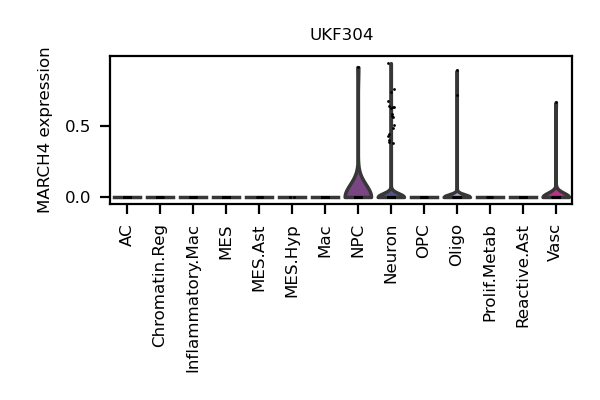 UKF304
MARCH4 expression
0.5
0.0
AC
Chromatin.Reg
Inflammatory.Mac
MES
MES.Ast
MES.Hyp
Mac
NPC
Neuron
OPC
Oligo
Prolif.Metab
Reactive.Ast
Vasc